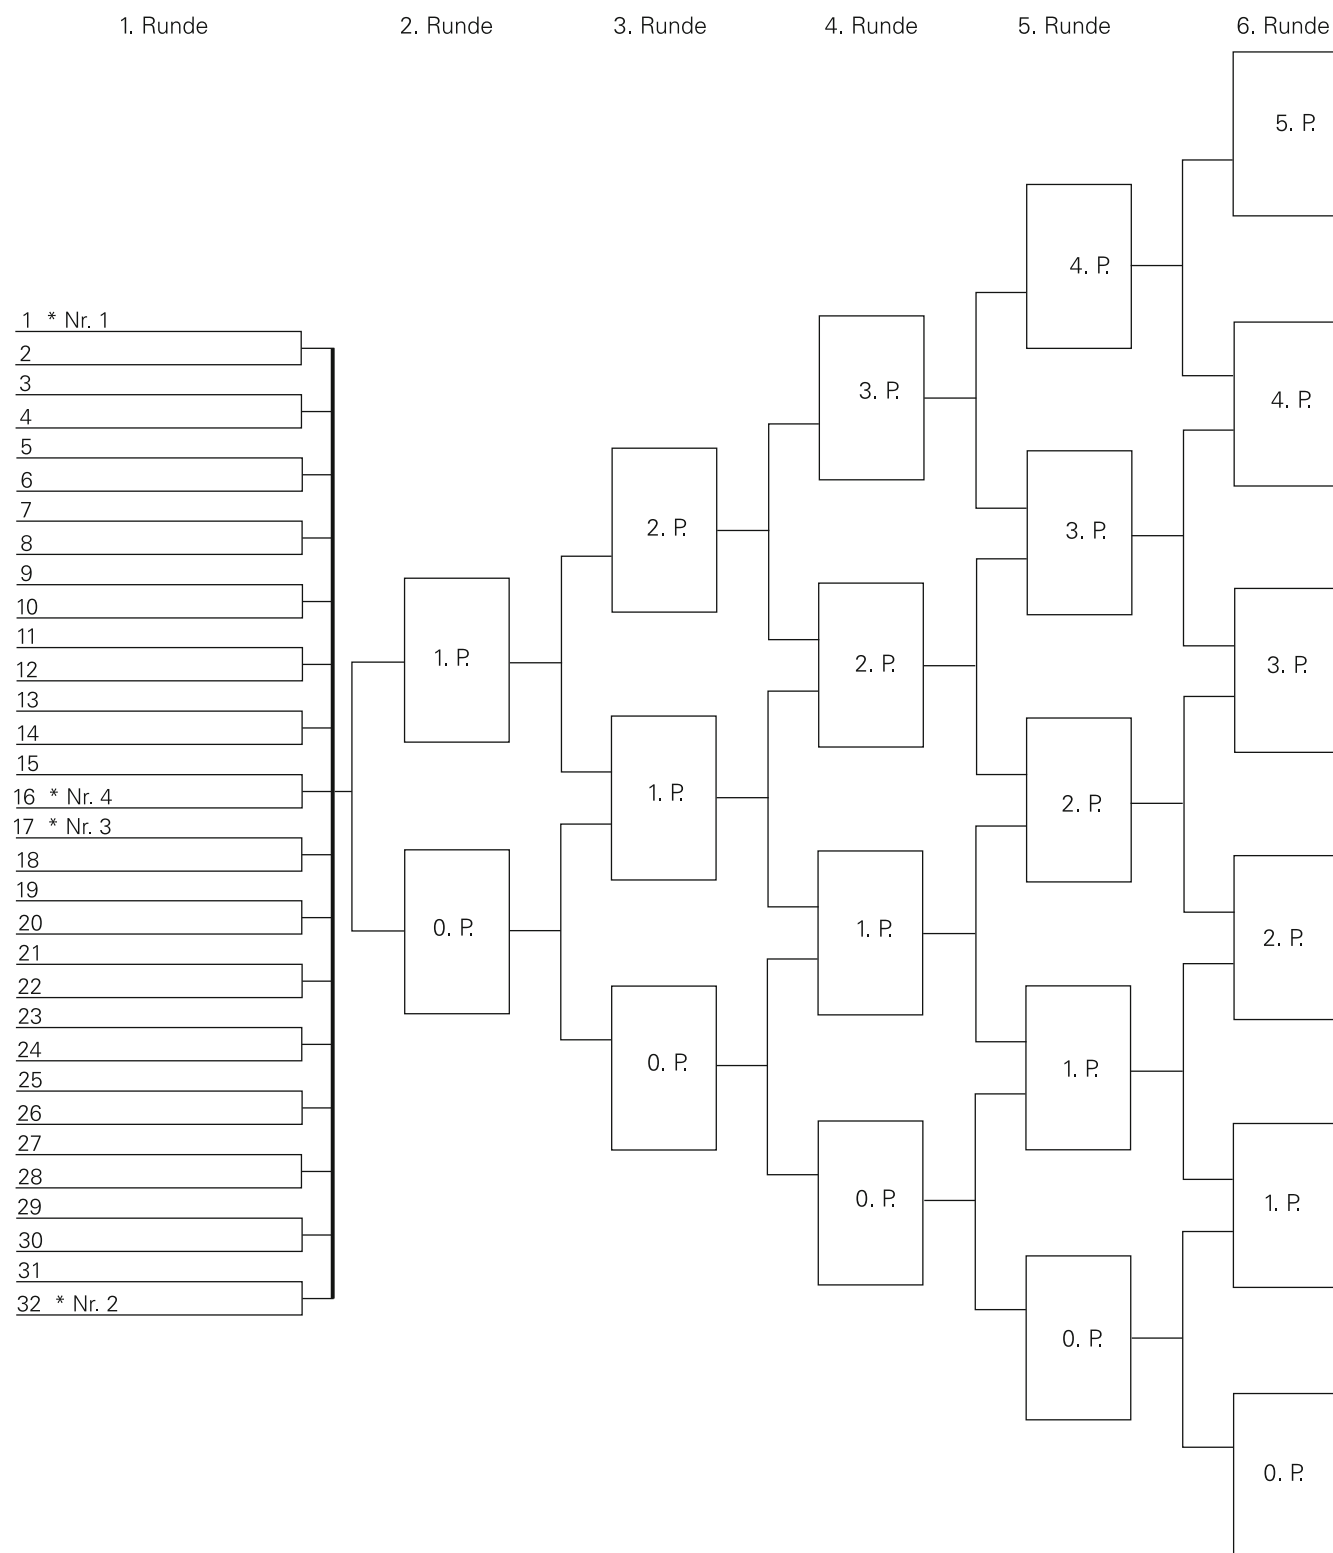 1. Runde 2. Runde 3. Runde 4. Runde 5. Runde 6. Runde
1 * Nr. 1
2
3
4
5
6
7
8
9
10
11
12
13
14
15
16 * Nr. 4
17 * Nr. 3
18
19
20
21
22
23
24
25
26
27
28
29
30
31
32 * Nr. 2
1. P.
0. P.
2. P.
1. P.
0. P.
3. P.
2. P.
1. P.
0. P.
4. P.
3. P.
2. P.
1. P.
0. P.
5. P.
4. P.
3. P.
2. P.
1. P.
0. P.